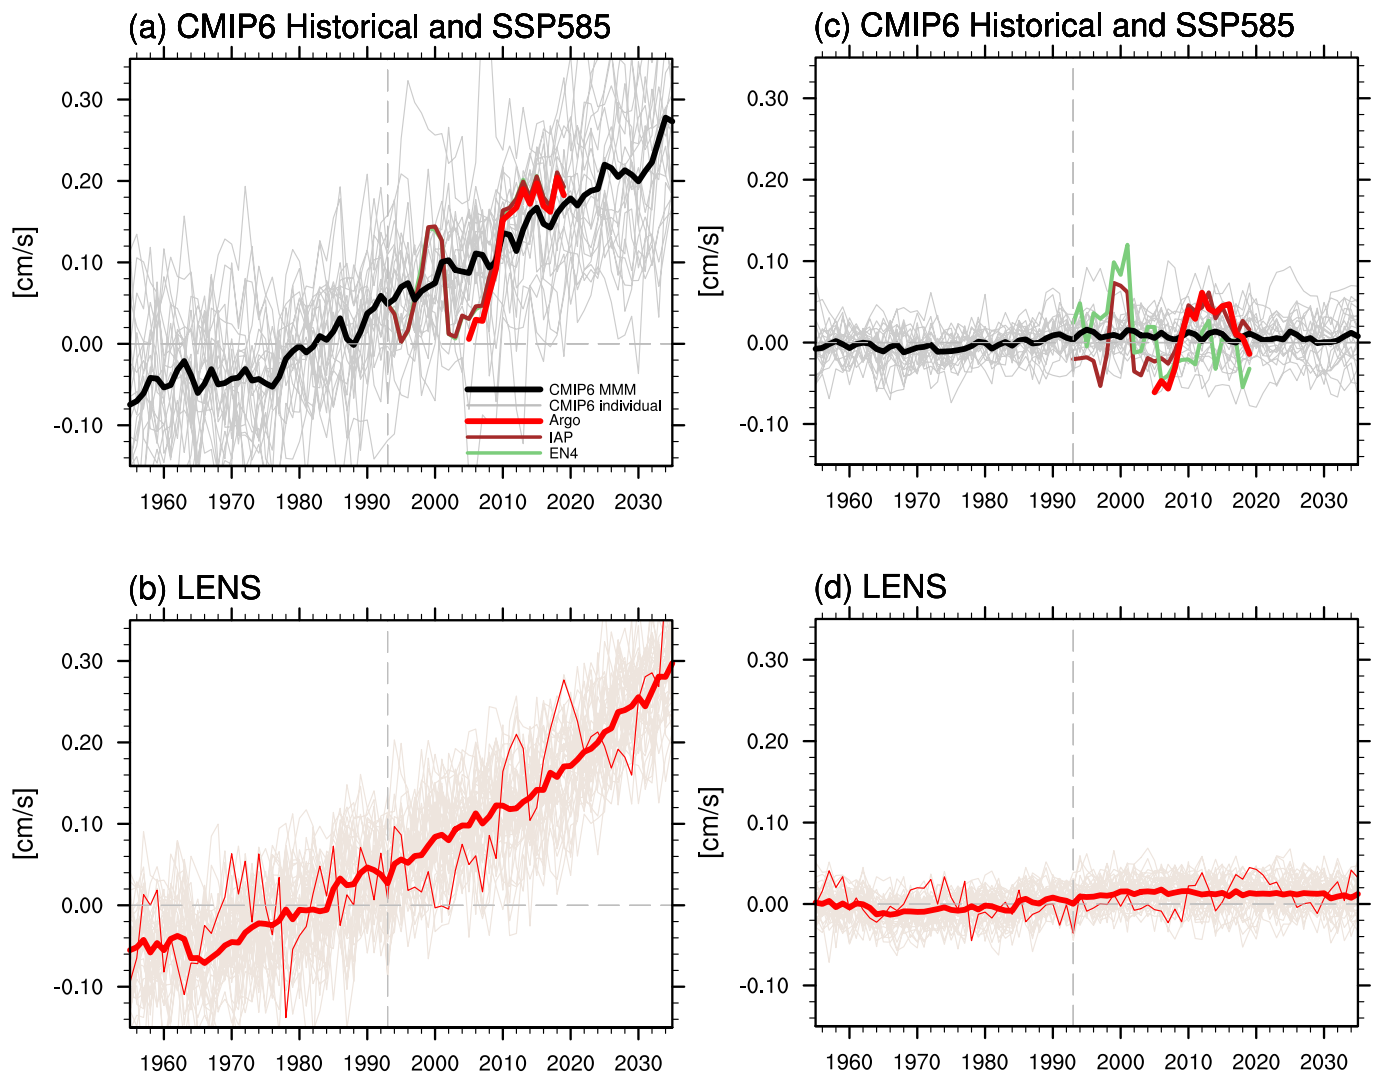 (a) CMIP6 Historical and SSP585
[cm/s]
0.30
0.20
0.10
0.00
-0.10
CMIP6 MMM
CMIP6 individual
Argo
IAP
EN4
1960 1970 1980 1990 2000 2010 2020 2030
(c) CMIP6 Historical and SSP585
[cm/s]
0.30
0.20
0.10
0.00
-0.10
1960 1970 1980 1990 2000 2010 2020 2030
(b) LENS
[cm/s]
0.30
0.20
0.10
0.00
-0.10
1960 1970 1980 1990 2000 2010 2020 2030
(d) LENS
[cm/s]
0.30
0.20
0.10
0.00
-0.10
1960 1970 1980 1990 2000 2010 2020 2030